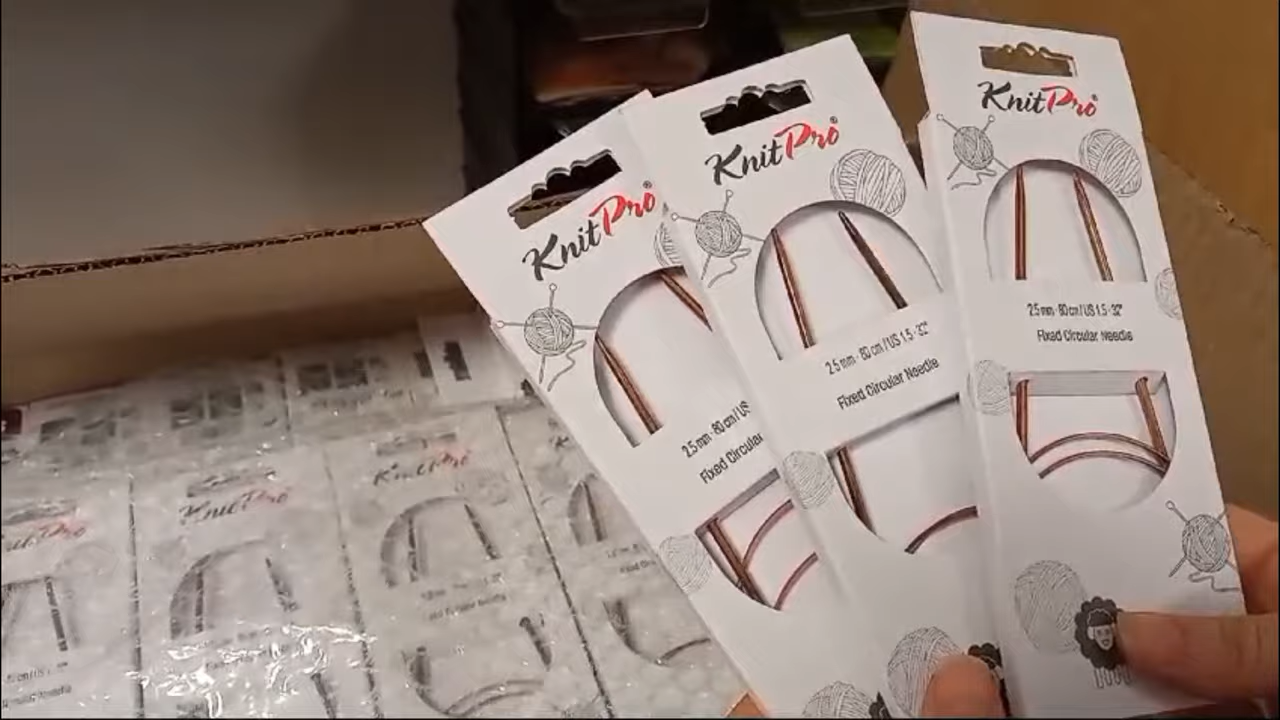 KnitPro®
2.5 mm - 80 cm / US
Fixed Circular
KnitPro®
2.5 mm - 80 cm / US 1.5 - 32"
Fixed Circular Needle
KnitPro®
2.5 mm - 80 cm / US 1.5 - 32"
Fixed Circular Needle
KnitPro
KnitPro